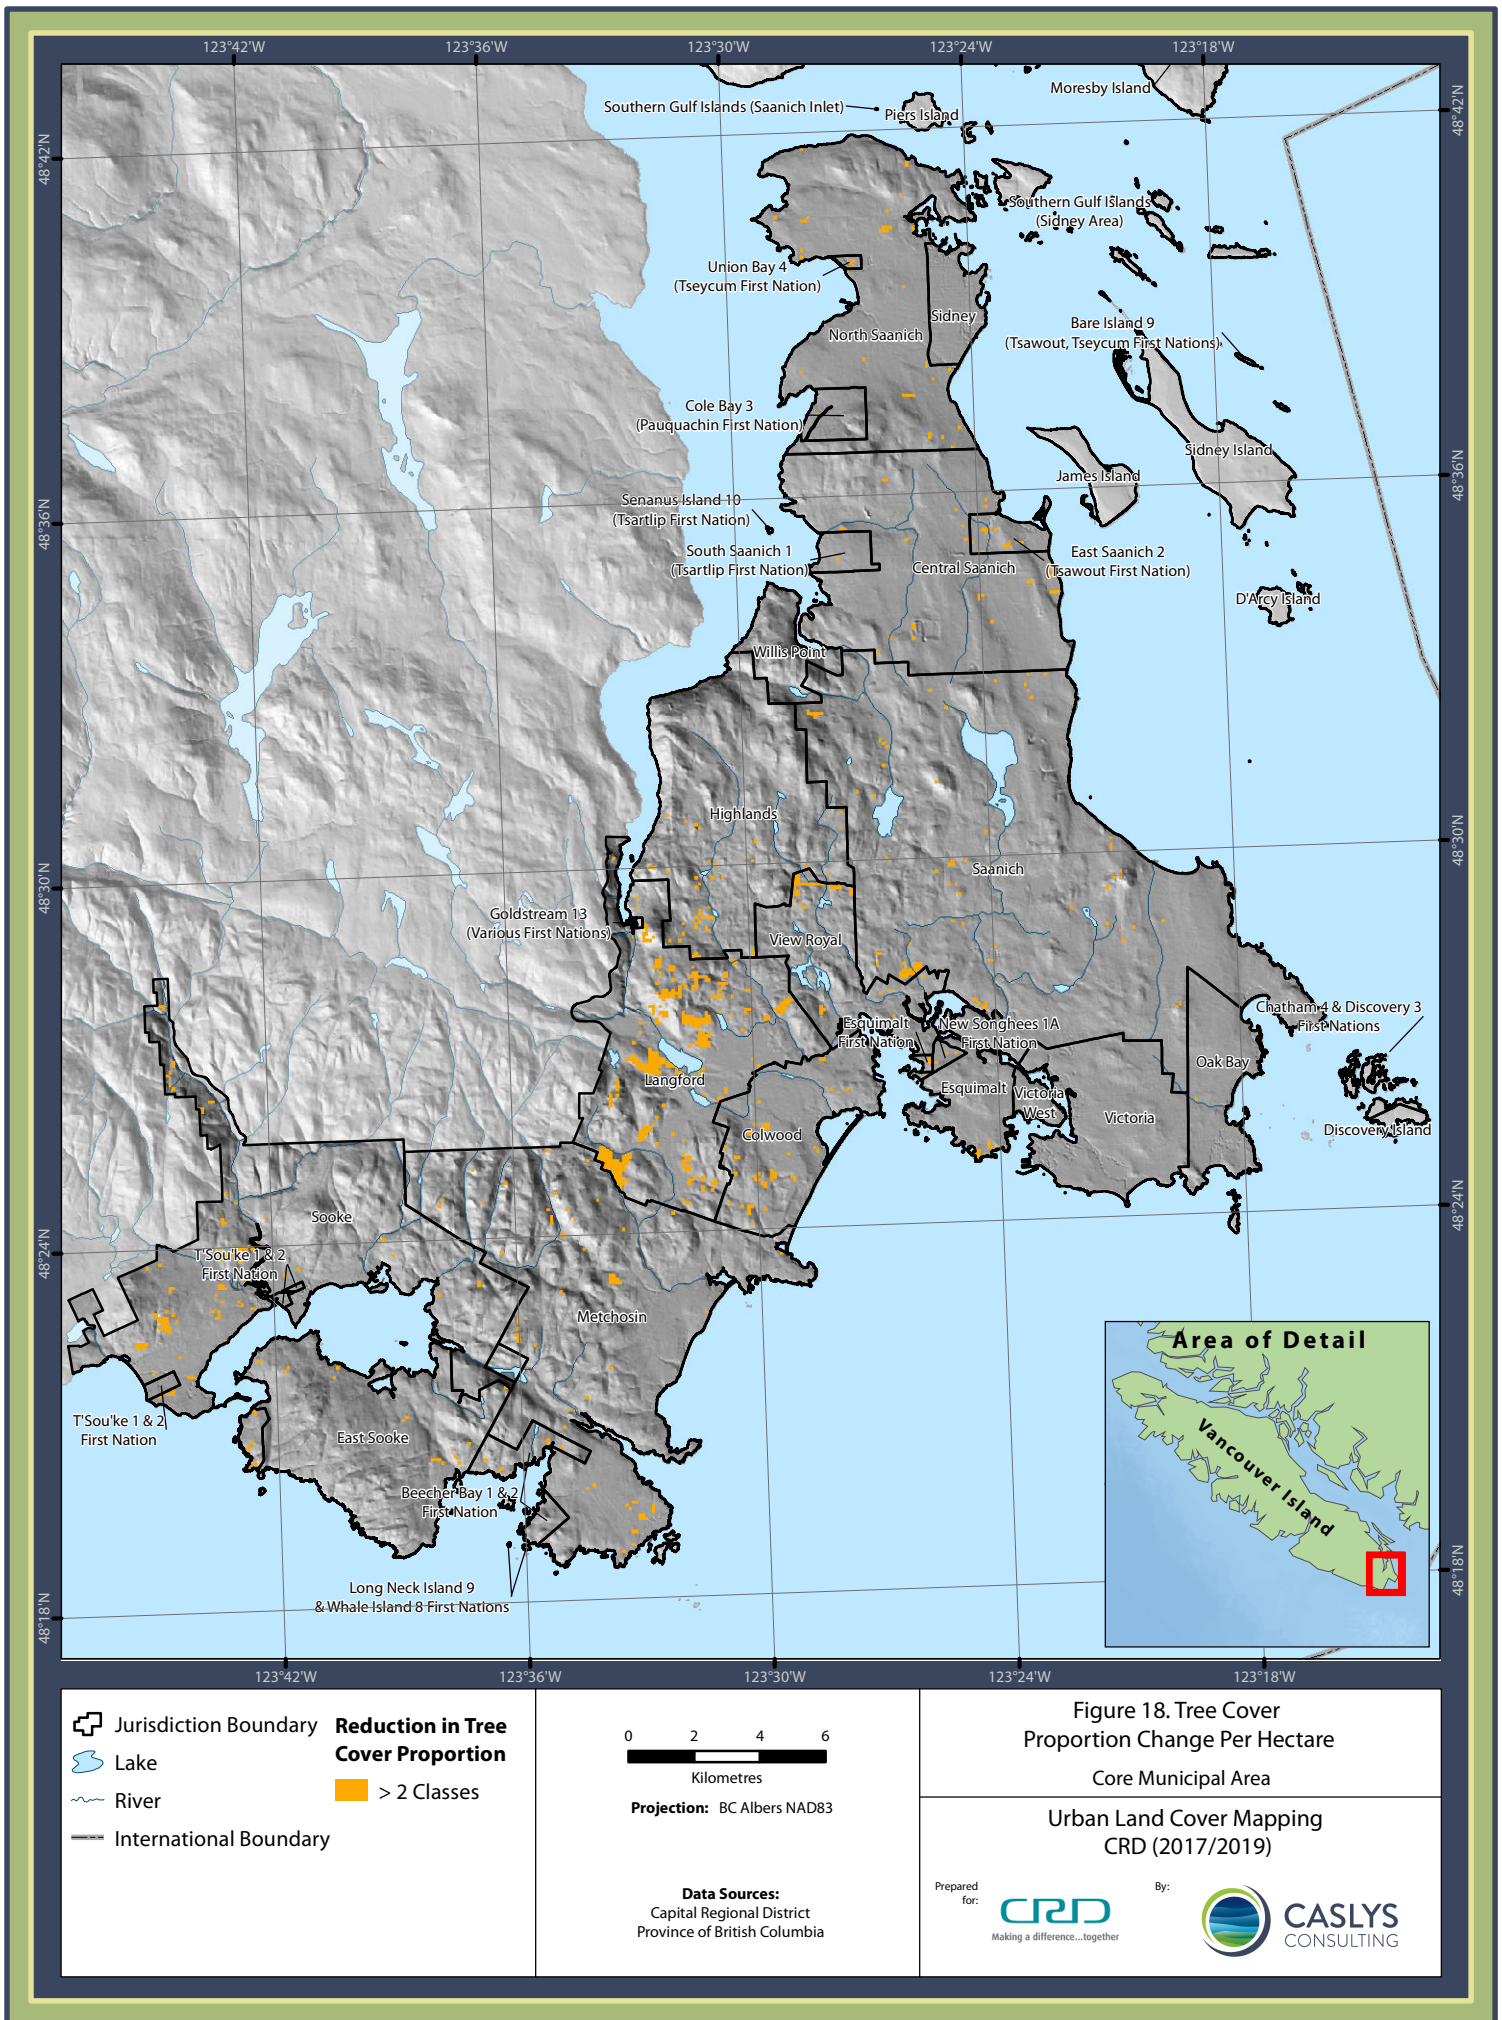 123°42'W
123°36'W
123°30'W
123°24'W
123°18'W
48°42'N
48°42'N
Moresby Island
Southern Gulf Islands (Saanich Inlet)
Piers Island
Southern Gulf Islands
(Sidney Area)
Union Bay 4
(Tseycum First Nation)
Sidney
North Saanich
Bare Island 9
(Tsawout, Tseycum First Nations)
Cole Bay 3
(Pauquachin First Nation)
Sidney Island
James Island
48°36'N
48°36'N
Senanus Island 10
(Tsartlip First Nation)
South Saanich 1
(Tsartlip First Nation)
Central Saanich
East Saanich 2
(Tsawout First Nation)
D'Arcy Island
Willis Point
Highlands
48°30'N
48°30'N
Saanich
Goldstream 13
(Various First Nations)
View Royal
Chatham 4 & Discovery 3
First Nations
Esquimalt
First Nation
New Songhees 1A
First Nation
Oak Bay
Langford
Esquimalt
Victoria
West
Victoria
Colwood
Discovery Island
48°24'N
48°24'N
Sooke
T'Sou'ke 1 & 2
First Nation
Metchosin
T'Sou'ke 1 & 2
First Nation
East Sooke
Beecher Bay 1 & 2
First Nation
Long Neck Island 9
& Whale Island 8 First Nations
48°18'N
48°18'N
Area of Detail
Vancouver Island
123°42'W
123°36'W
123°30'W
123°24'W
123°18'W
Jurisdiction Boundary
Lake
River
International Boundary
Reduction in Tree
Cover Proportion
> 2 Classes
0 2 4 6
Kilometres
Projection: BC Albers NAD83
Data Sources:
Capital Regional District
Province of British Columbia
Figure 18. Tree Cover
Proportion Change Per Hectare
Core Municipal Area
Urban Land Cover Mapping
CRD (2017/2019)
Prepared
for:
CRD
Making a difference...together
By:
CASLYS
CONSULTING